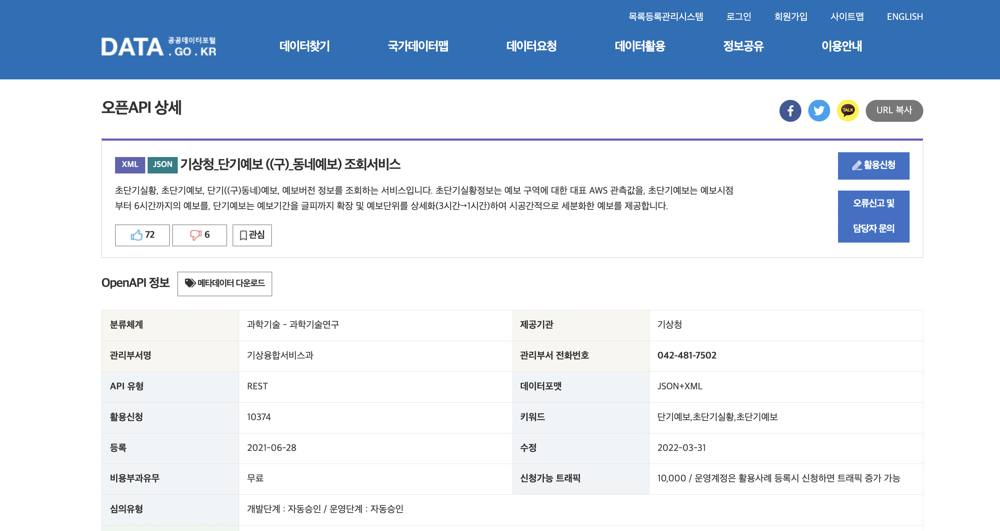 목록등록관리시스템 로그인 회원가입 사이트맵 ENGLISH
DATA 공공데이터포털 .GO.KR
데이터찾기 국가데이터맵 데이터요청 데이터활용 정보공유 이용안내
오픈API 상세
TALK URL 복사
XML JSON 기상청_단기예보 ((구)_동네예보) 조회서비스
활용신청
초단기실황, 초단기예보, 단기((구)동네)예보, 예보버전 정보를 조회하는 서비스입니다. 초단기실황정보는 예보 구역에 대한 대표 AWS 관측값을, 초단기예보는 예보시점
부터 6시간까지의 예보를, 단기예보는 예보기간을 글피까지 확장 및 예보단위를 상세화(3시간→1시간)하여 시공간적으로 세분화한 예보를 제공합니다.
오류신고 및
담당자 문의
72 6 관심
OpenAPI 정보 메타데이터 다운로드
분류체계 과학기술 - 과학기술연구 제공기관 기상청
관리부서명 기상융합서비스과 관리부서 전화번호 042-481-7502
API 유형 REST 데이터포맷 JSON+XML
활용신청 10374 키워드 단기예보,초단기실황,초단기예보
등록 2021-06-28 수정 2022-03-31
비용부과유무 무료 신청가능 트래픽 10,000 / 운영계정은 활용사례 등록시 신청하면 트래픽 증가 가능
심의유형 개발단계 : 자동승인 / 운영단계 : 자동승인